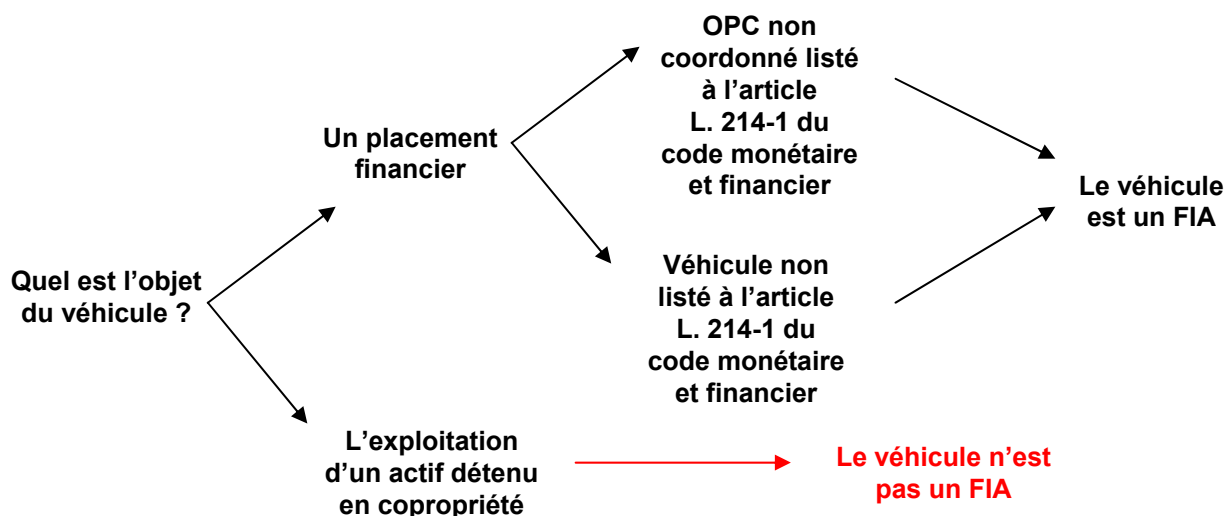 Quel est l’objet
du véhicule ?
Un placement
financier
OPC non
coordonné listé
à l’article
L. 214-1 du
code monétaire
et financier
Véhicule non
listé à l’article
L. 214-1 du
code monétaire
et financier
Le véhicule
est un FIA
L’exploitation
d’un actif détenu
en copropriété
Le véhicule n’est
pas un FIA